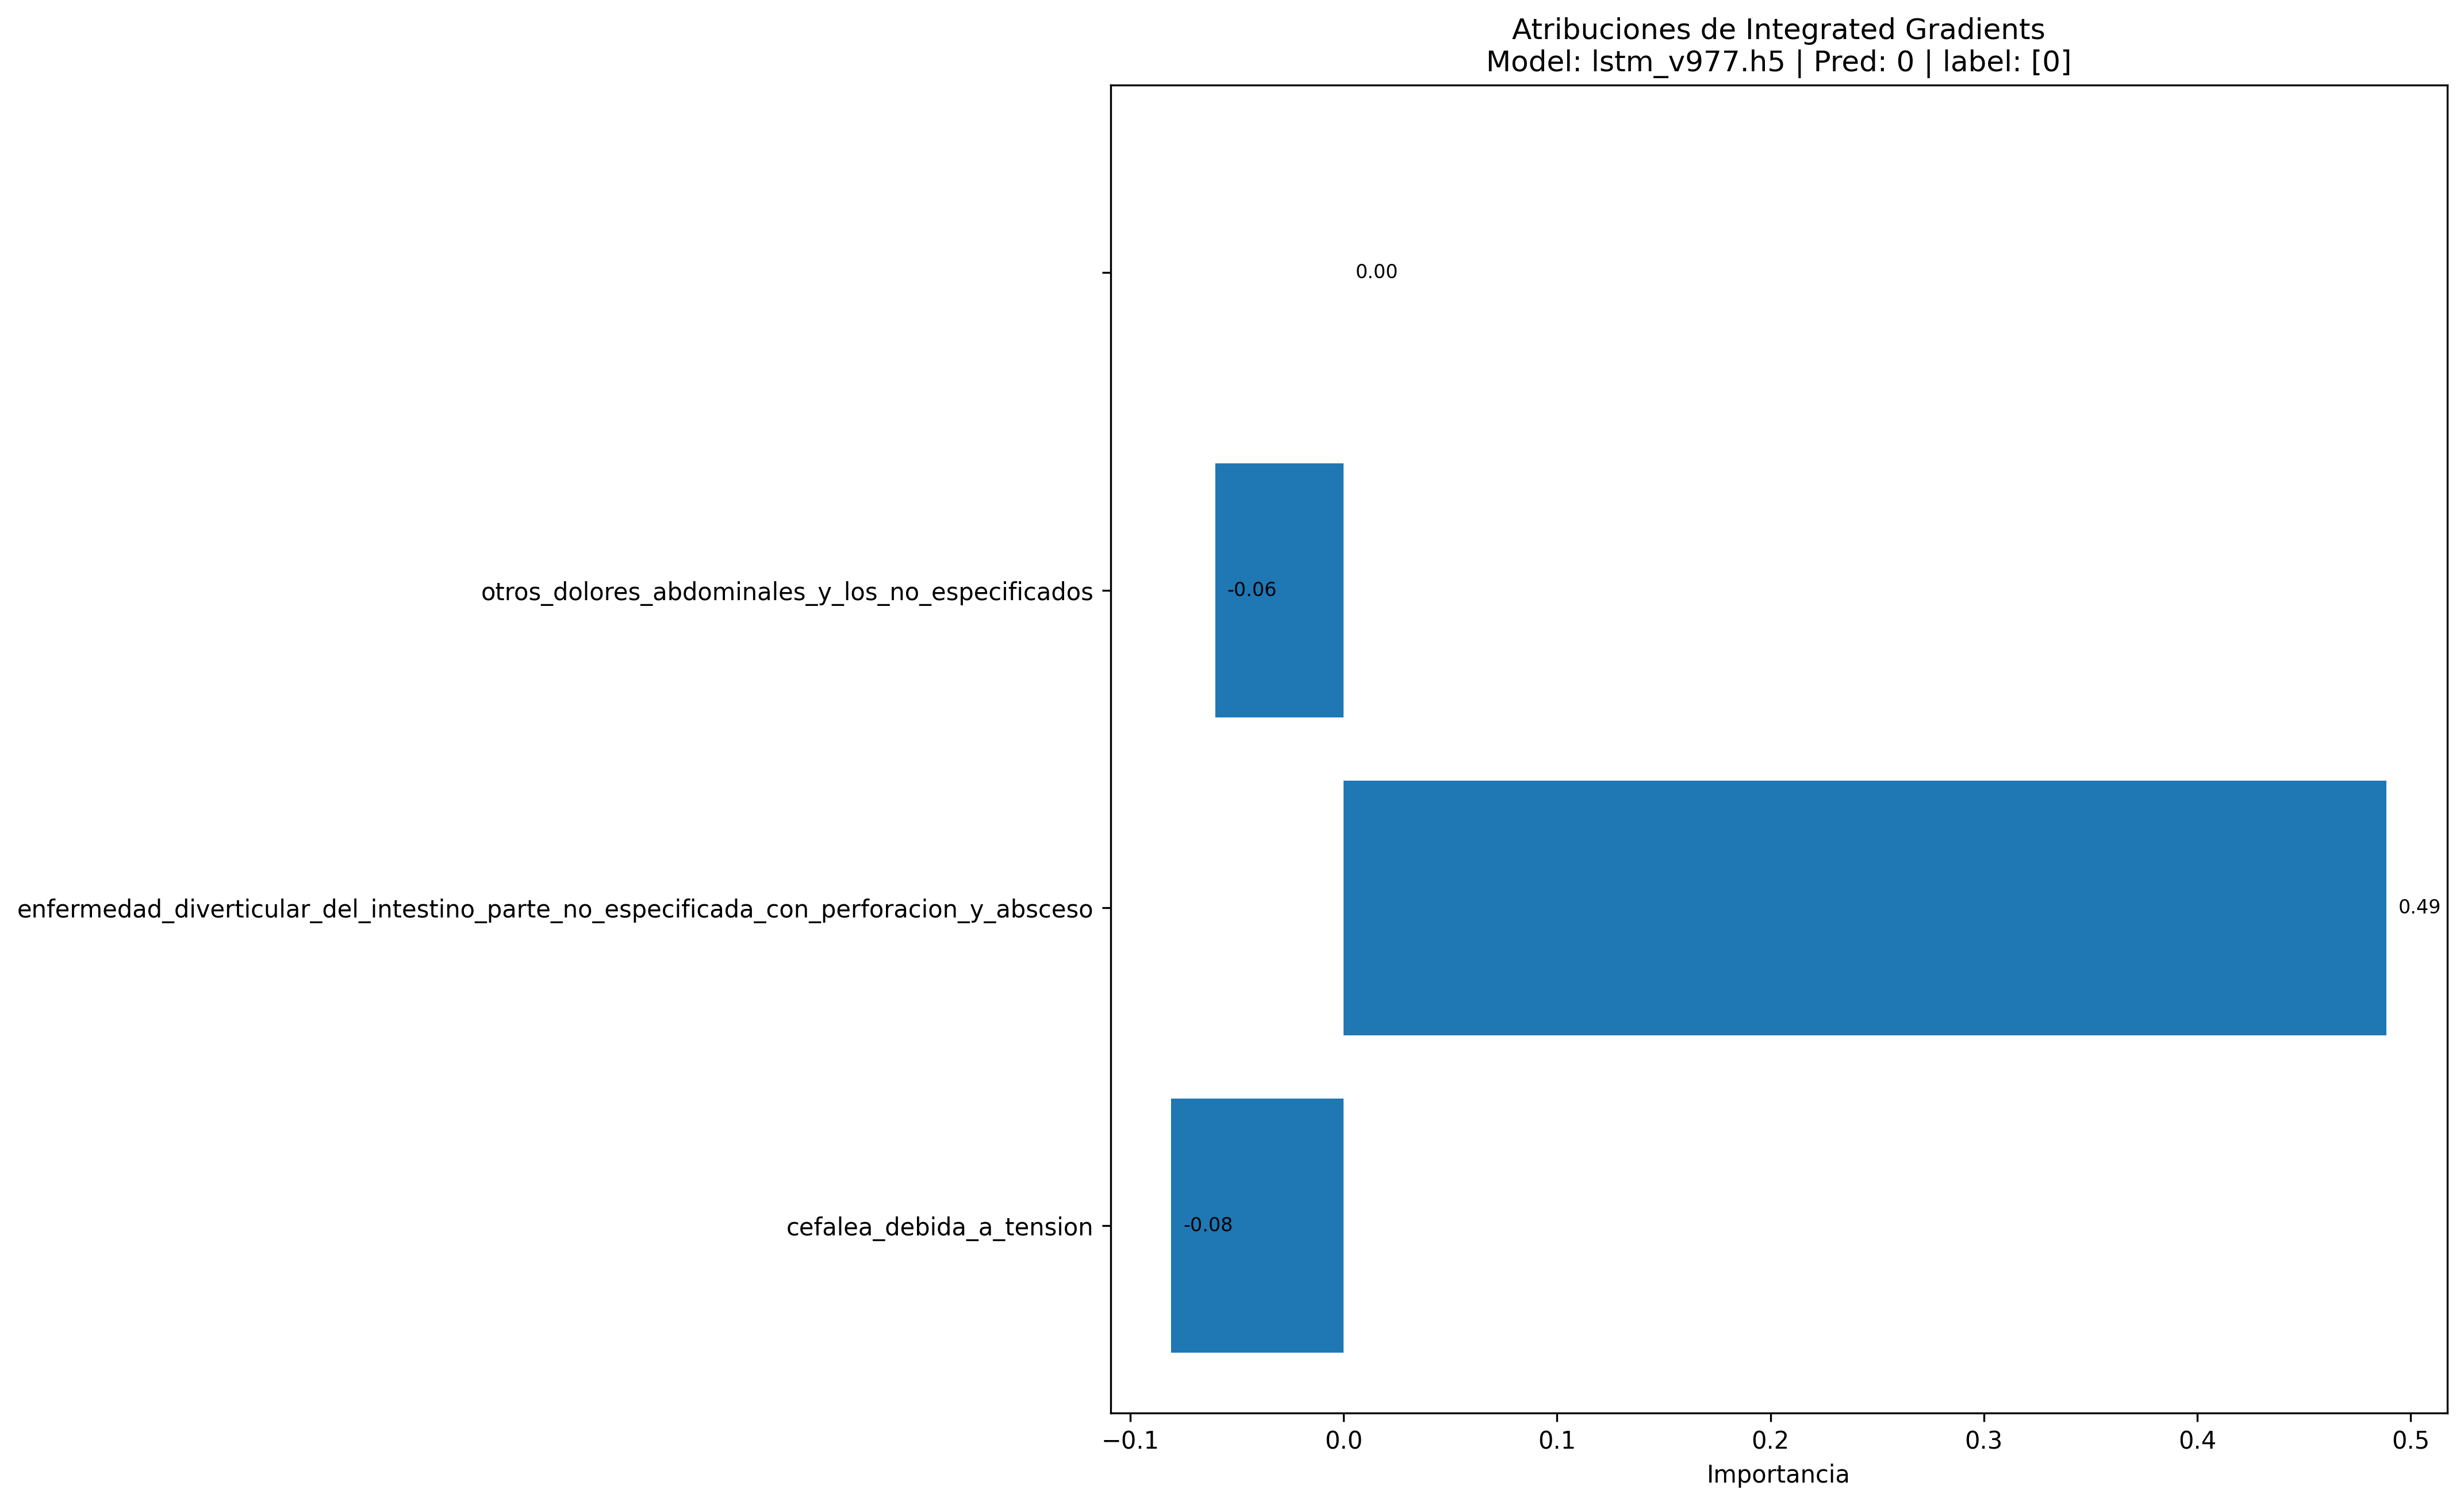 Atribuciones de Integrated Gradients
Model: lstm_v977.h5 | Pred: 0 | label: [0]
0.00
otros_dolores_abdominales_y_los_no_especificados
-0.06
enfermedad_diverticular_del_intestino_parte_no_especificada_con_perforacion_y_absceso
0.49
cefalea_debida_a_tension
-0.08
−0.1 0.0 0.1 0.2 0.3 0.4 0.5
Importancia